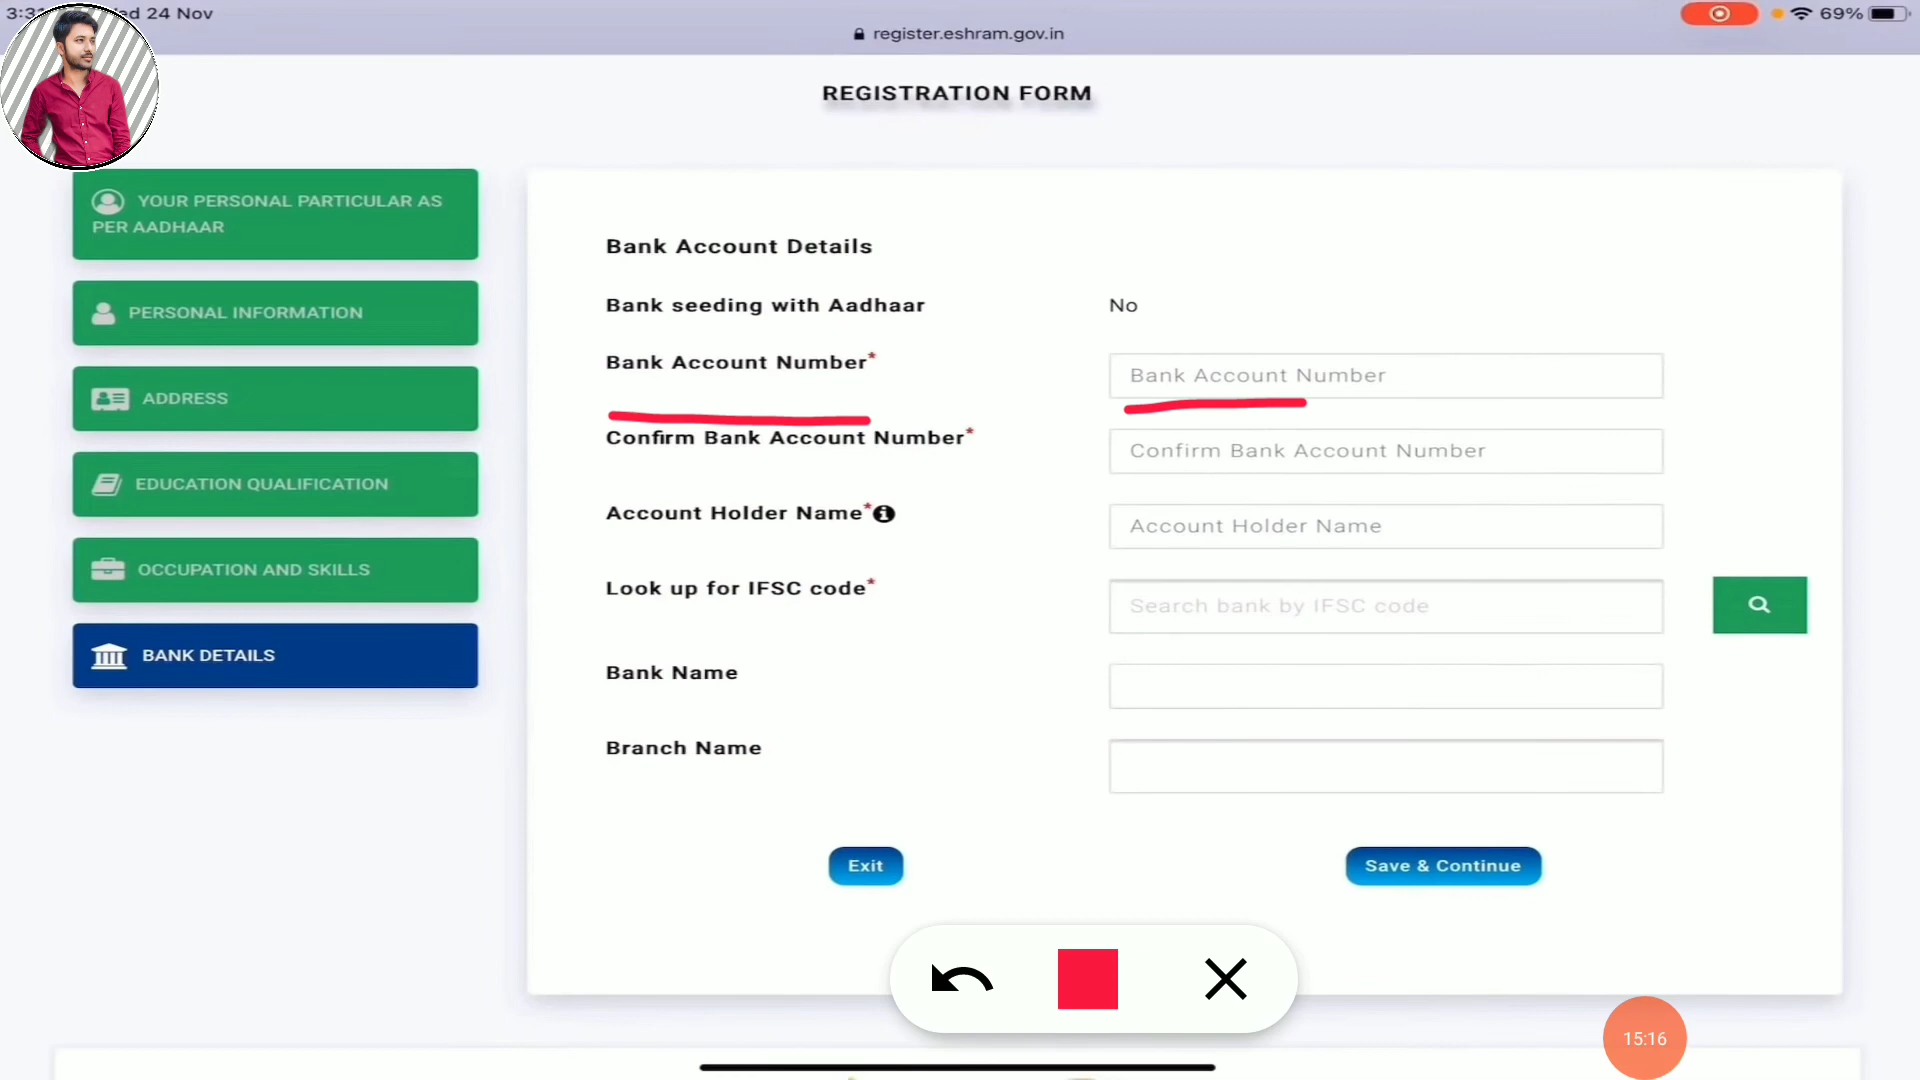 24 Nov
69%
register.eshram.gov.in
REGISTRATION FORM
YOUR PERSONAL PARTICULAR AS
PER AADHAAR
PERSONAL INFORMATION
ADDRESS
EDUCATION QUALIFICATION
OCCUPATION AND SKILLS
BANK DETAILS
Bank Account Details
Bank seeding with Aadhaar No
Bank Account Number* Bank Account Number
Confirm Bank Account Number* Confirm Bank Account Number
Account Holder Name* Account Holder Name
Look up for IFSC code* Search bank by IFSC code
Bank Name
Branch Name
Exit Save & Continue
15:16